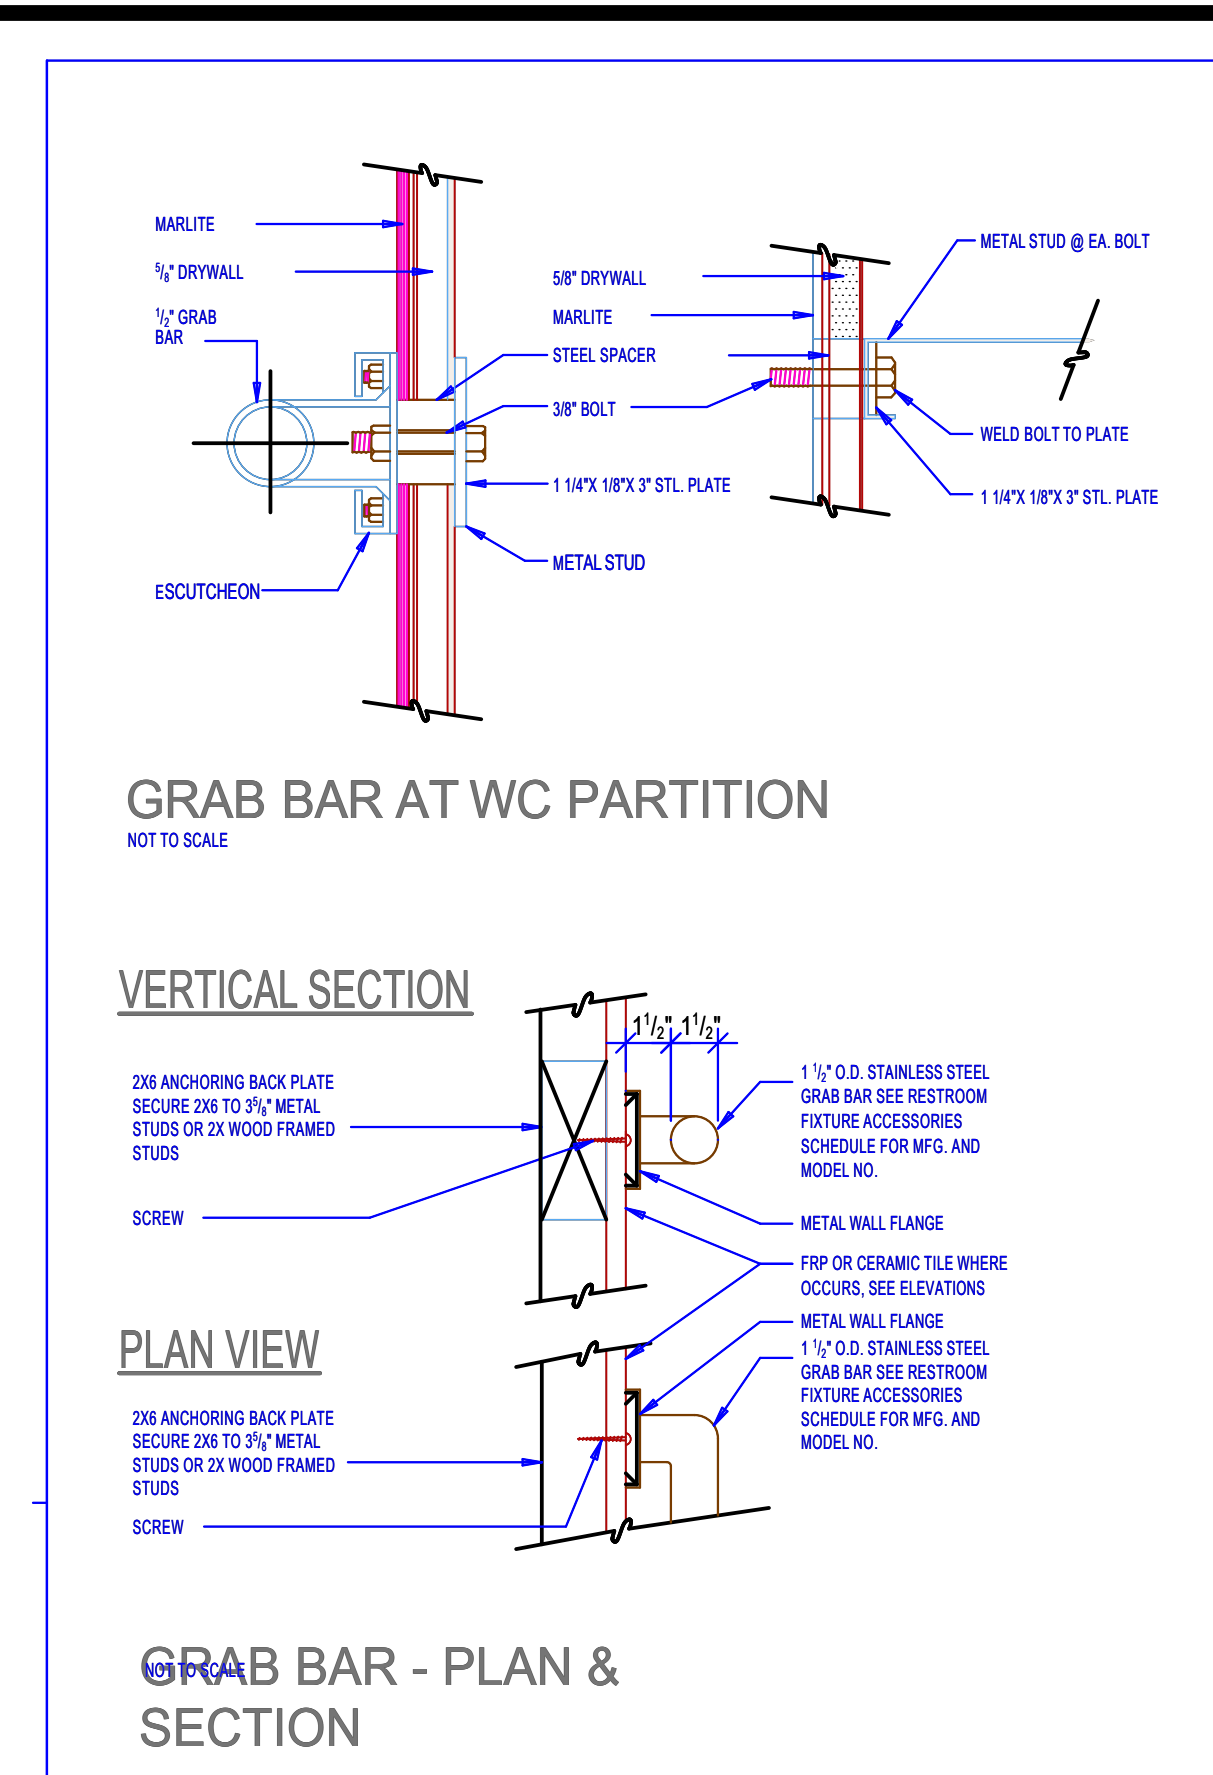 MARLITE
5/8" DRYWALL
1/2" GRAB
BAR
ESCUTCHEON
5/8" DRYWALL
MARLITE
STEEL SPACER
3/8" BOLT
1 1/4"X 1/8"X 3" STL. PLATE
METAL STUD
METAL STUD @ EA. BOLT
WELD BOLT TO PLATE
1 1/4"X 1/8"X 3" STL. PLATE
GRAB BAR AT WC PARTITION
NOT TO SCALE
VERTICAL SECTION
1 1/2" 1 1/2"
2X6 ANCHORING BACK PLATE
SECURE 2X6 TO 3 5/8" METAL
STUDS OR 2X WOOD FRAMED
STUDS
SCREW
1 1/2" O.D. STAINLESS STEEL
GRAB BAR SEE RESTROOM
FIXTURE ACCESSORIES
SCHEDULE FOR MFG. AND
MODEL NO.
METAL WALL FLANGE
FRP OR CERAMIC TILE WHERE
OCCURS, SEE ELEVATIONS
PLAN VIEW
METAL WALL FLANGE
1 1/2" O.D. STAINLESS STEEL
GRAB BAR SEE RESTROOM
FIXTURE ACCESSORIES
SCHEDULE FOR MFG. AND
MODEL NO.
2X6 ANCHORING BACK PLATE
SECURE 2X6 TO 3 5/8" METAL
STUDS OR 2X WOOD FRAMED
STUDS
SCREW
GRAB BAR - PLAN &
SECTION
NOT TO SCALE